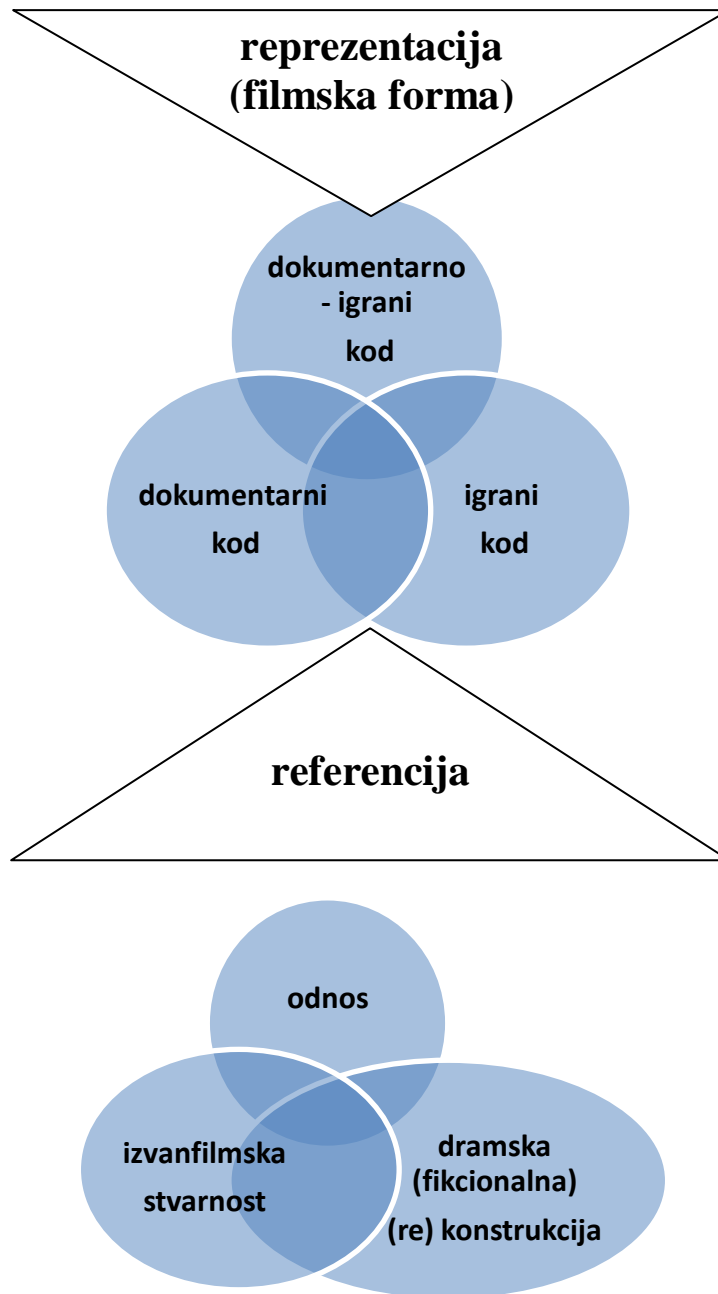 reprezentacija
(filmska forma)
dokumentarno
- igrani
kod
dokumentarni
kod
igrani
kod
referencija
odnos
izvanfilmska
stvarnost
dramska
(fikcionalna)
(re) konstrukcija